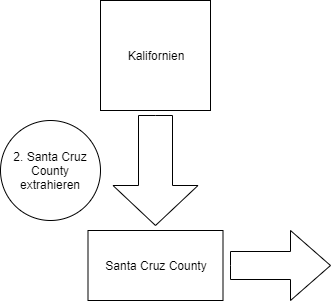 Kalifornien
2. Santa Cruz
County
extrahieren
Santa Cruz County